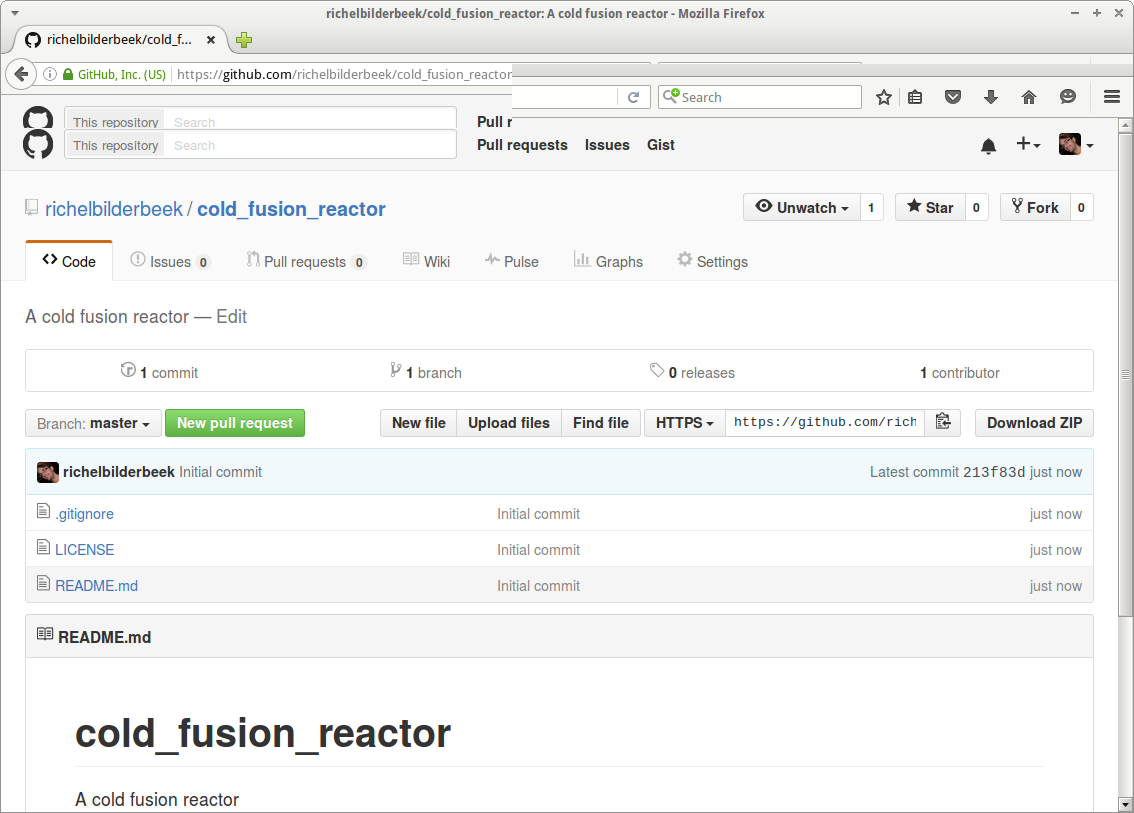 richelbilderbeek/cold_fusion_reactor: A cold fusion reactor - Mozilla Firefox
richelbilderbeek/cold_f...
GitHub, Inc. (US) https://github.com/richelbilderbeek/cold_fusion_reactor
Search
This repository Search Pull r
This repository Search Pull requests Issues Gist
richelbilderbeek / cold_fusion_reactor Unwatch 1 Star 0 Fork 0
Code Issues 0 Pull requests 0 Wiki Pulse Graphs Settings
A cold fusion reactor — Edit
1 commit 1 branch 0 releases 1 contributor
Branch: master New pull request New file Upload files Find file HTTPS https://github.com/rich Download ZIP
richelbilderbeek Initial commit Latest commit 213f83d just now
.gitignore Initial commit just now
LICENSE Initial commit just now
README.md Initial commit just now
README.md
cold_fusion_reactor
A cold fusion reactor